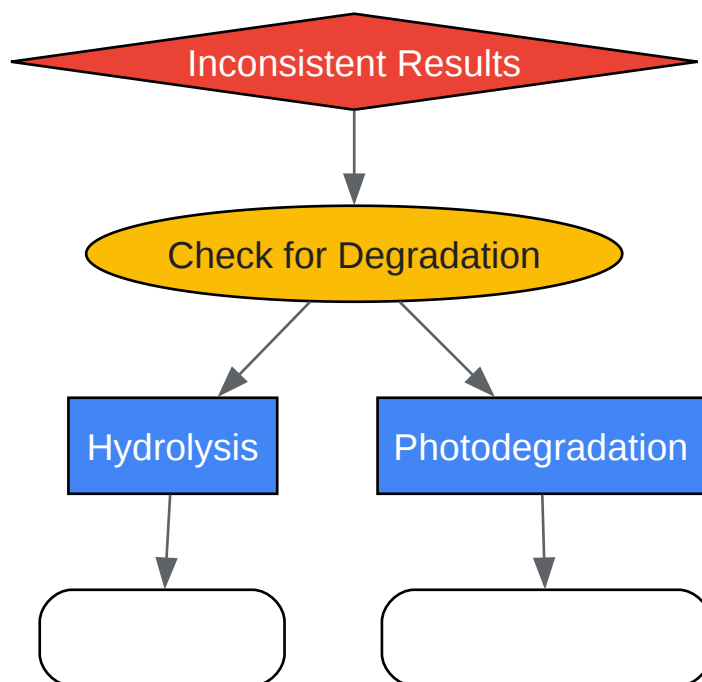 Inconsistent Results
Check for Degradation
Hydrolysis
Photodegradation